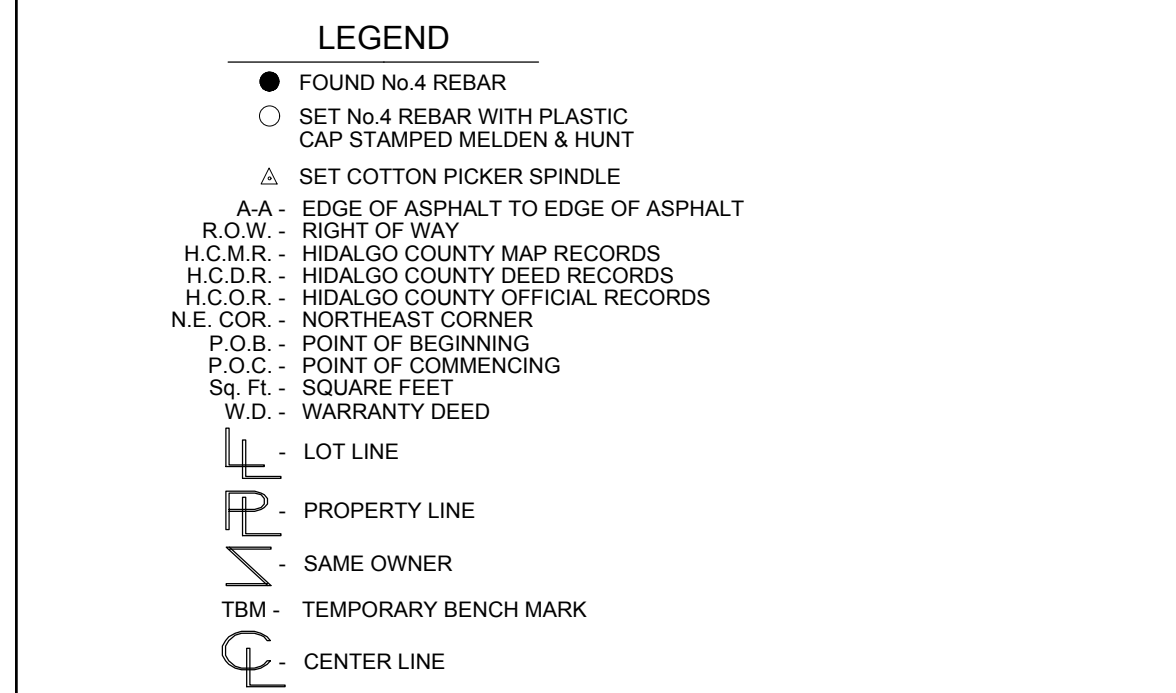 LEGEND
FOUND No.4 REBAR
SET No.4 REBAR WITH PLASTIC
CAP STAMPED MELDEN & HUNT
SET COTTON PICKER SPINDLE
A-A - EDGE OF ASPHALT TO EDGE OF ASPHALT
R.O.W. - RIGHT OF WAY
H.C.M.R. - HIDALGO COUNTY MAP RECORDS
H.C.D.R. - HIDALGO COUNTY DEED RECORDS
H.C.O.R. - HIDALGO COUNTY OFFICIAL RECORDS
N.E. COR. - NORTHEAST CORNER
P.O.B. - POINT OF BEGINNING
P.O.C. - POINT OF COMMENCING
Sq. Ft. - SQUARE FEET
W.D. - WARRANTY DEED
LL - LOT LINE
PL - PROPERTY LINE
- SAME OWNER
TBM - TEMPORARY BENCH MARK
CL - CENTER LINE